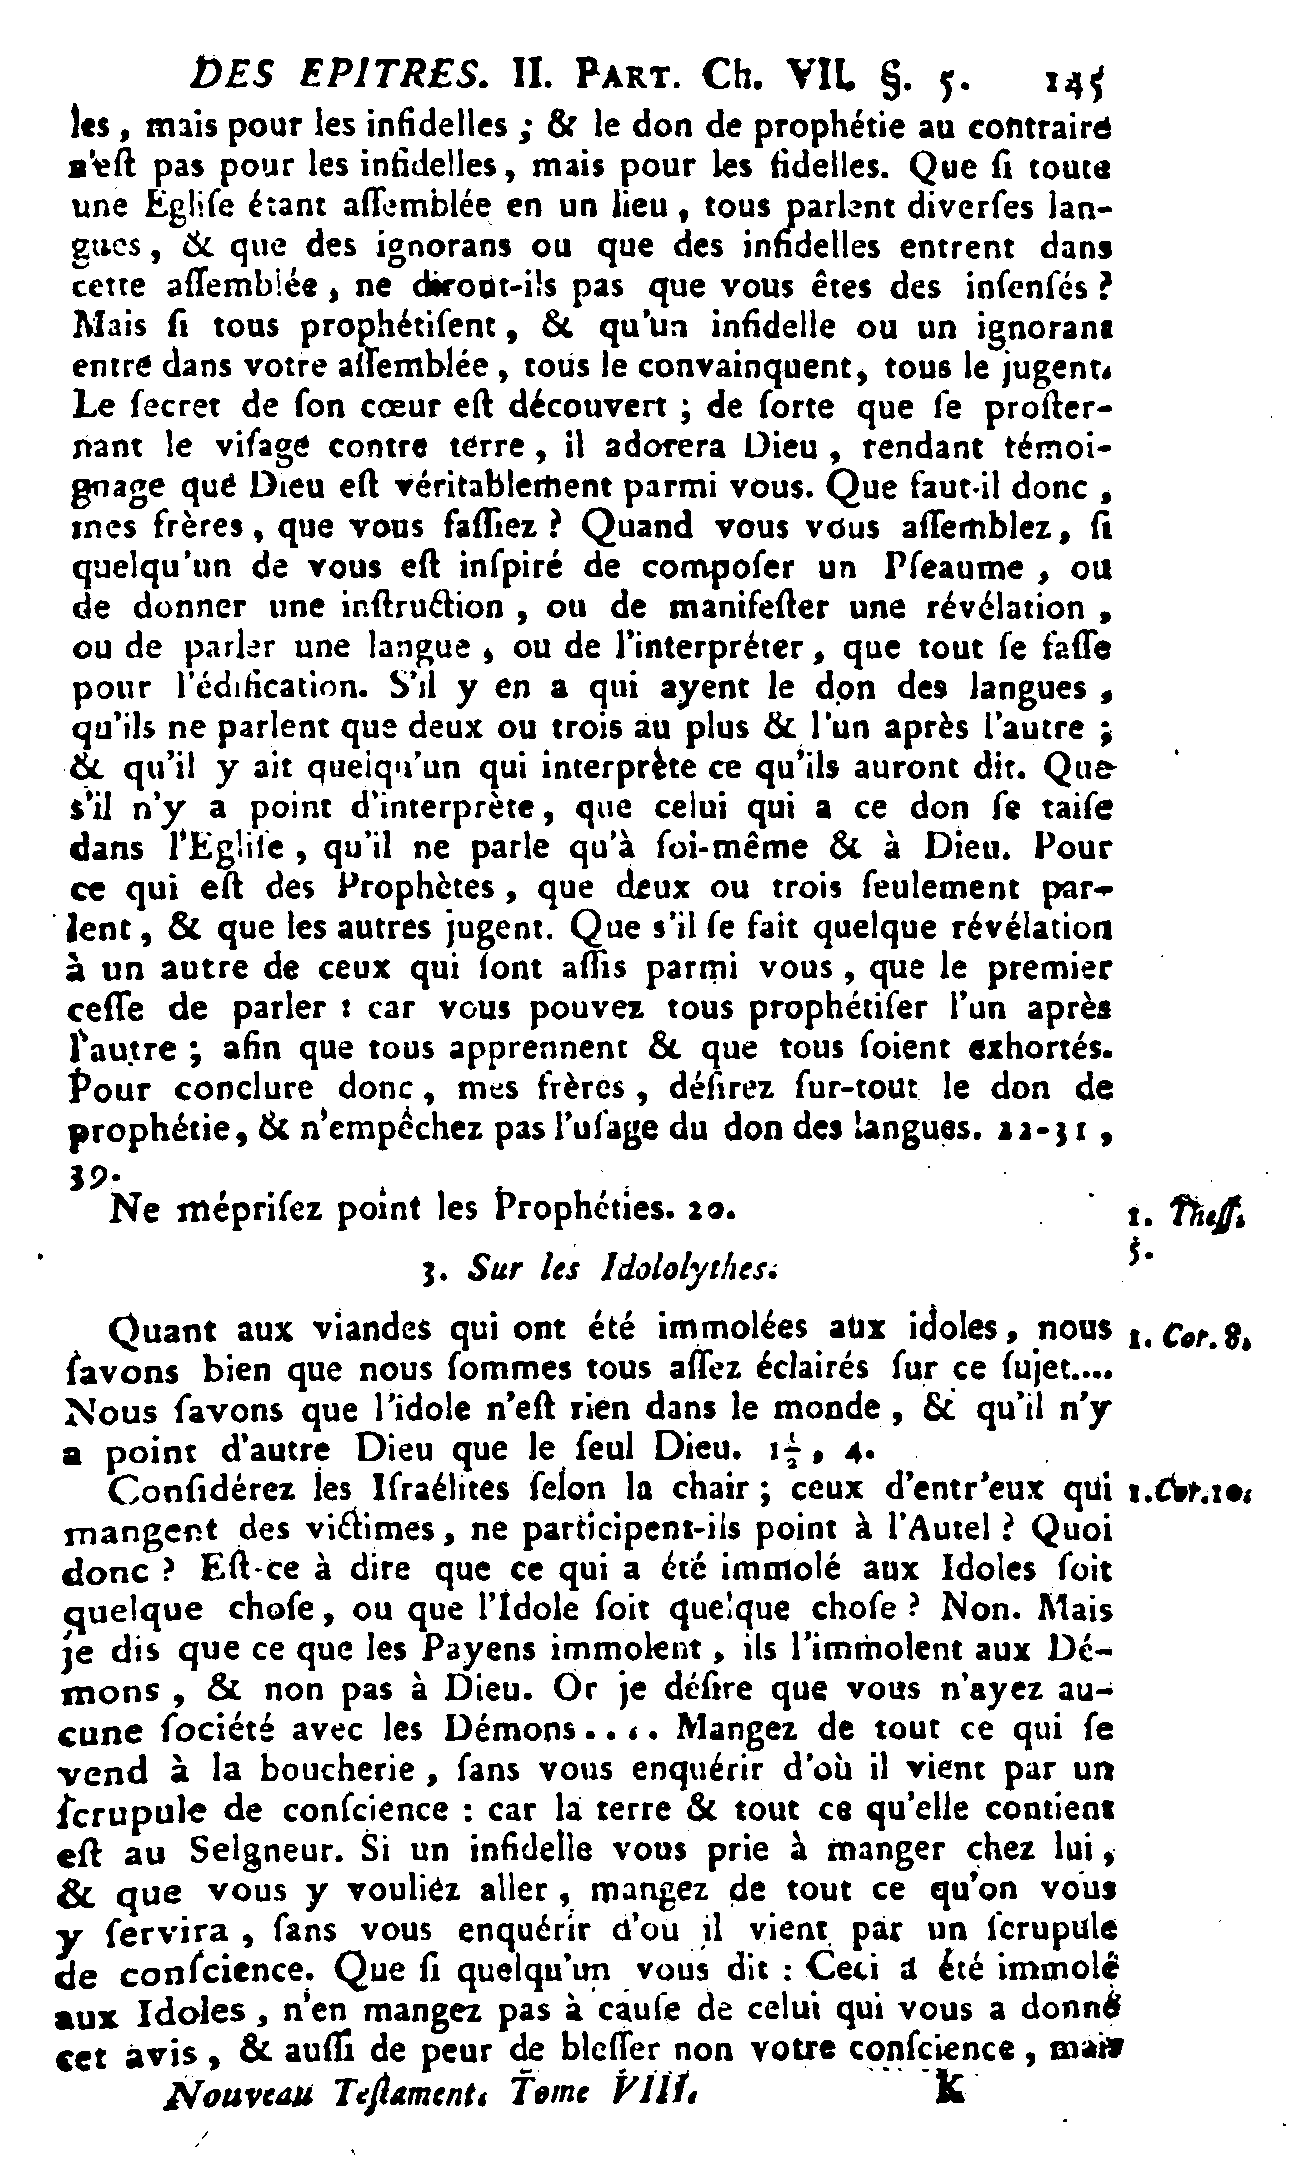 DES EPITRES. II. PART. Ch. VII. §. 5. 145
les, mais pour les infidelles ; & le don de prophétie au contraire
n'eſt pas pour les infidelles, mais pour les fidelles. Que ſi toute
une Egliſe étant aſſemblée en un lieu, tous parlent diverſes lan-
gues, & que des ignorans ou que des infidelles entrent dans
cette aſſemblée, ne diront-ils pas que vous êtes des inſenſés ?
Mais ſi tous prophétiſent, & qu'un infidelle ou un ignorant
entre dans votre aſſemblée, tous le convainquent, tous le jugent.
Le ſecret de ſon cœur eſt découvert ; de ſorte que ſe proſter-
nant le viſage contre terre, il adorera Dieu, rendant témoi-
gnage que Dieu eſt véritablement parmi vous. Que faut-il donc,
mes frères, que vous faſſiez ? Quand vous vous aſſemblez, ſi
quelqu'un de vous eſt inſpiré de compoſer un Pſeaume, ou
de donner une inſtruction, ou de manifeſter une révélation,
ou de parler une langue, ou de l'interpréter, que tout ſe faſſe
pour l'édification. S'il y en a qui ayent le don des langues,
qu'ils ne parlent que deux ou trois au plus & l'un après l'autre ;
& qu'il y ait quelqu'un qui interprète ce qu'ils auront dit. Que
s'il n'y a point d'interprète, que celui qui a ce don ſe taiſe
dans l'Egliſe, qu'il ne parle qu'à ſoi-même & à Dieu. Pour
ce qui eſt des Prophètes, que deux ou trois ſeulement par-
lent, & que les autres jugent. Que s'il ſe fait quelque révélation
à un autre de ceux qui ſont aſſis parmi vous, que le premier
ceſſe de parler : car vous pouvez tous prophétiſer l'un après
l'autre ; afin que tous apprennent & que tous ſoient exhortés.
Pour conclure donc, mes frères, déſirez ſur-tout le don de
prophétie, & n'empêchez pas l'uſage du don des langues. 22-31,
39.
Ne mépriſez point les Prophéties. 20.
1. Theſſ.
5.
3. Sur les Idololythes.
Quant aux viandes qui ont été immolées aux idoles, nous
1. Cor. 8.
ſavons bien que nous ſommes tous aſſez éclairés ſur ce ſujet....
Nous ſavons que l'idole n'eſt rien dans le monde, & qu'il n'y
a point d'autre Dieu que le ſeul Dieu. 1½, 4.
Conſidérez les Iſraélites ſelon la chair ; ceux d'entr'eux qui
1.Cor.10.
mangent des victimes, ne participent-ils point à l'Autel ? Quoi
donc ? Eſt-ce à dire que ce qui a été immolé aux Idoles ſoit
quelque choſe, ou que l'Idole ſoit quelque choſe ? Non. Mais
je dis que ce que les Payens immolent, ils l'immolent aux Dé-
mons, & non pas à Dieu. Or je déſire que vous n'ayez au-
cune ſociété avec les Démons.... Mangez de tout ce qui ſe
vend à la boucherie, ſans vous enquérir d'où il vient par un
ſcrupule de conſcience : car la terre & tout ce qu'elle contient
eſt au Seigneur. Si un infidelle vous prie à manger chez lui,
& que vous y vouliéz aller, mangez de tout ce qu'on vous
y ſervira, ſans vous enquérir d'où il vient par un ſcrupule
de conſcience. Que ſi quelqu'un vous dit : Ceci a été immolé
aux Idoles, n'en mangez pas à cauſe de celui qui vous a donné
cet avis, & auſſi de peur de bleſſer non votre conſcience, mais
Nouveau Teſtament. Tome VIII. K